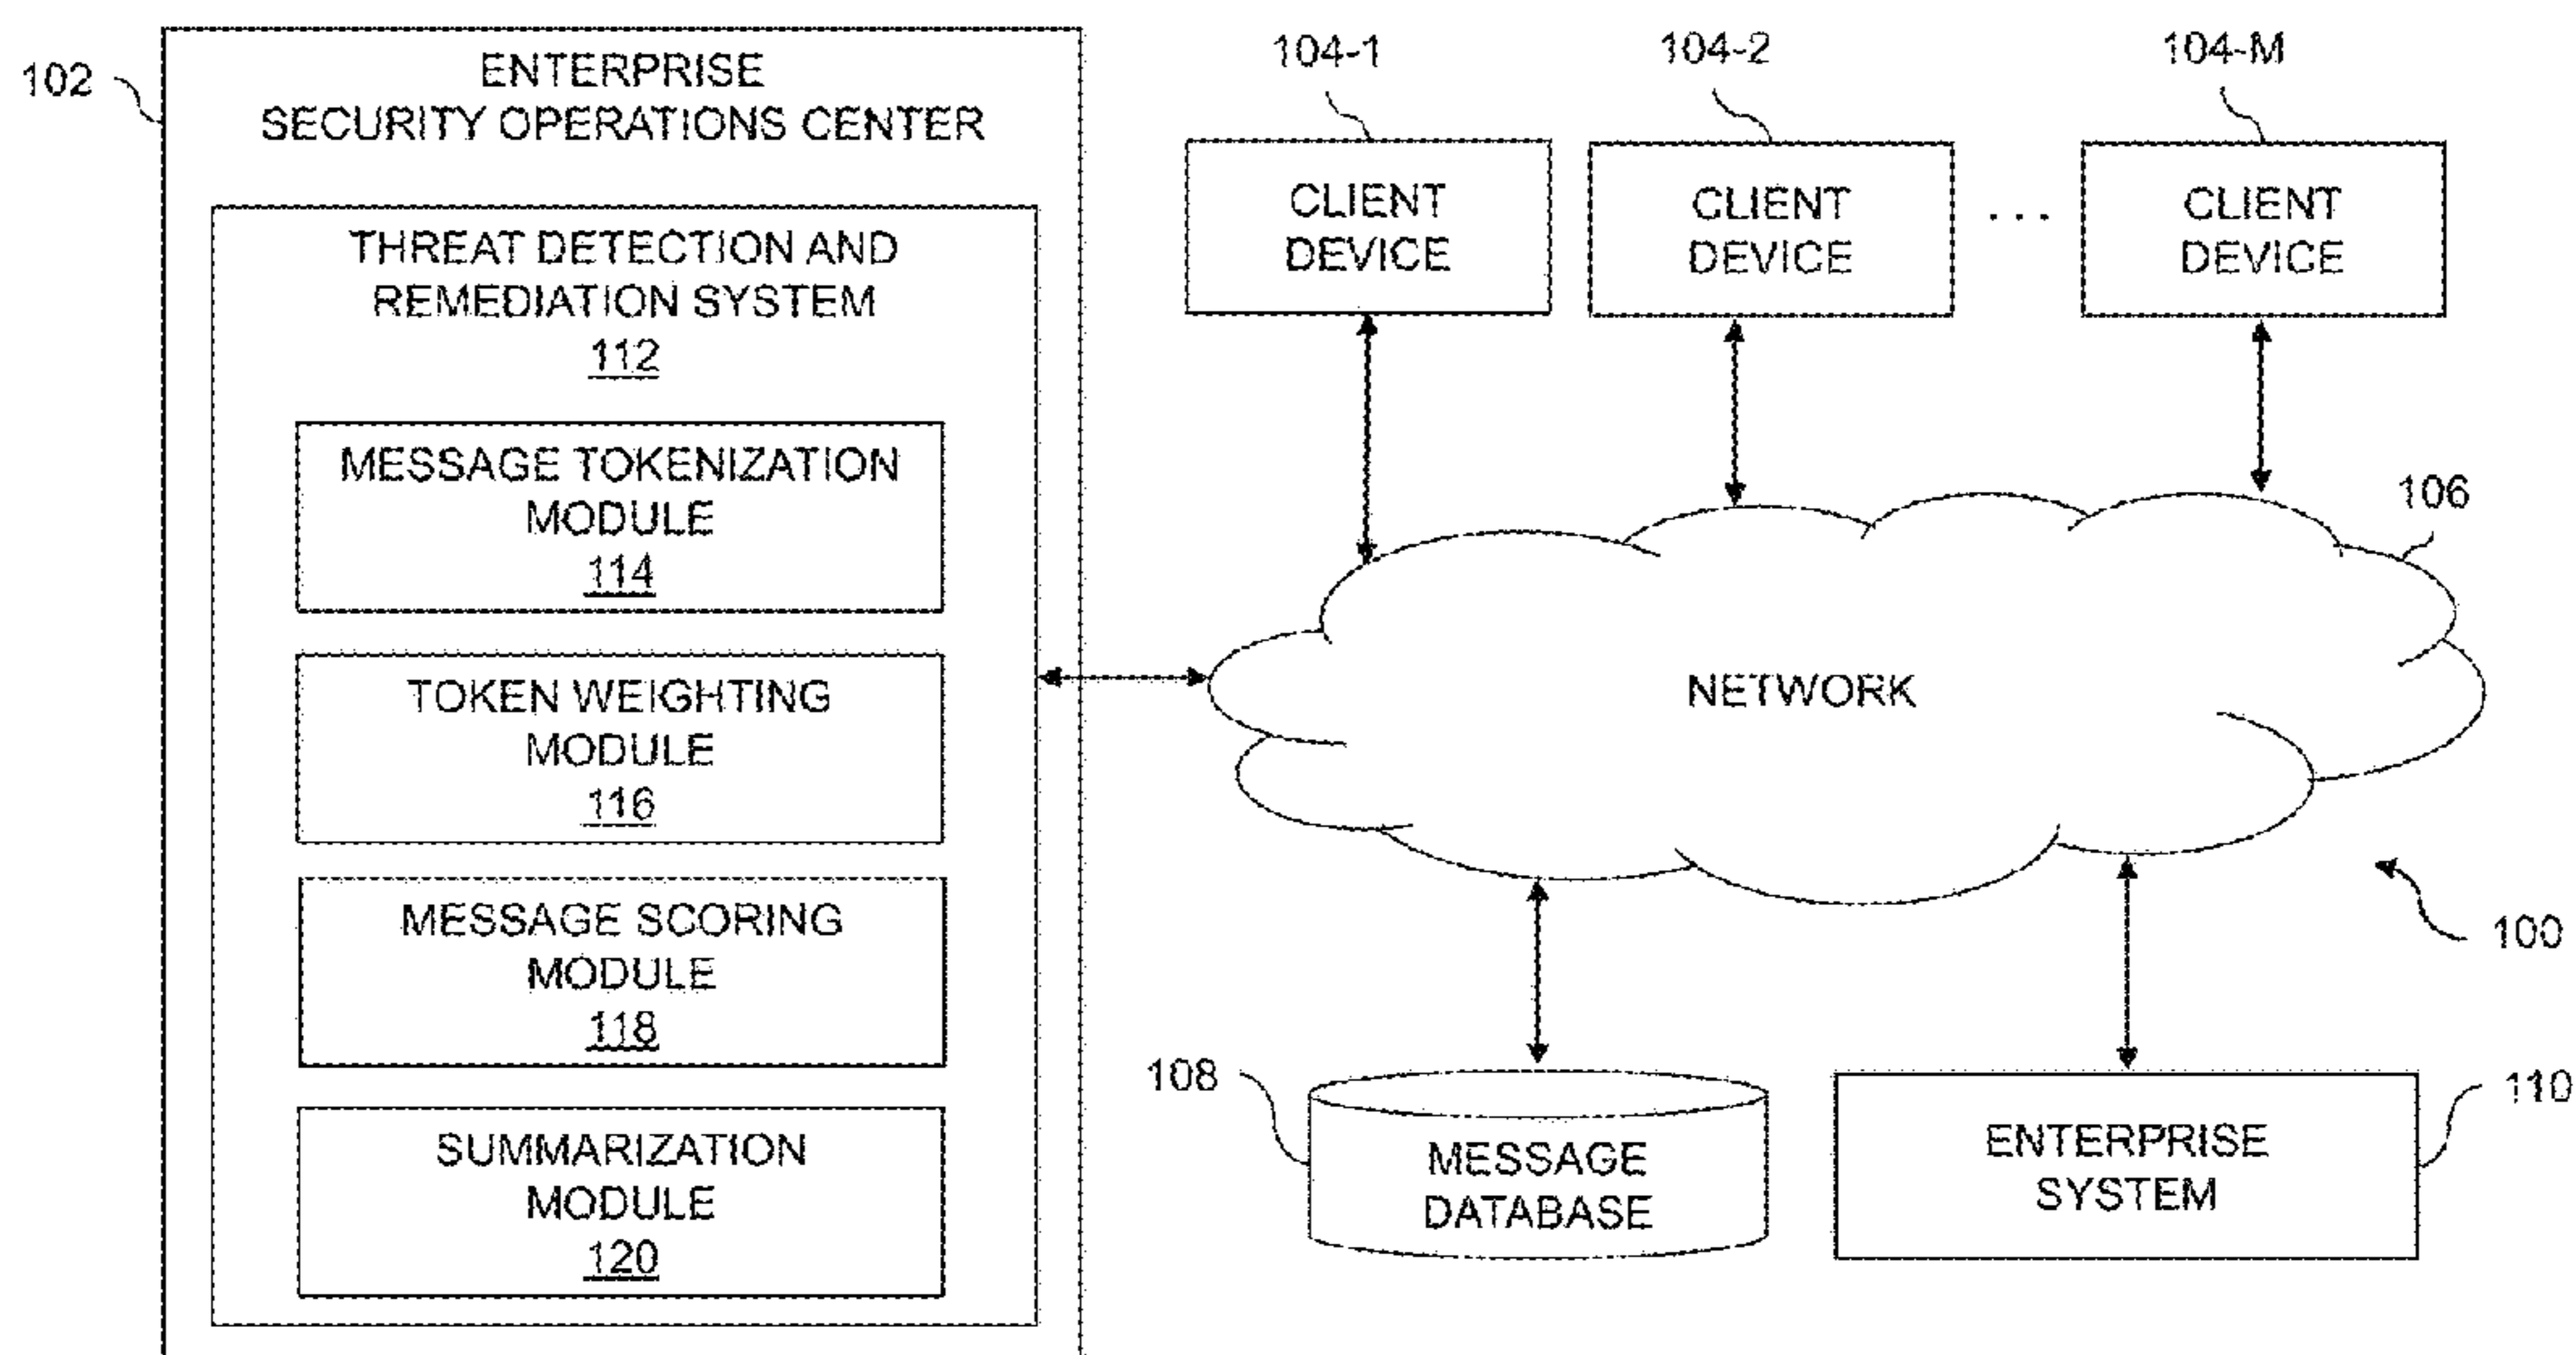 102
ENTERPRISE
SECURITY OPERATIONS CENTER
THREAT DETECTION AND
REMEDIATION SYSTEM
112
MESSAGE TOKENIZATION
MODULE
114
TOKEN WEIGHTING
MODULE
116
MESSAGE SCORING
MODULE
118
SUMMARIZATION
MODULE
120
104-1
CLIENT
DEVICE
104-2
CLIENT
DEVICE
...
104-M
CLIENT
DEVICE
106
NETWORK
100
108
MESSAGE
DATABASE
110
ENTERPRISE
SYSTEM